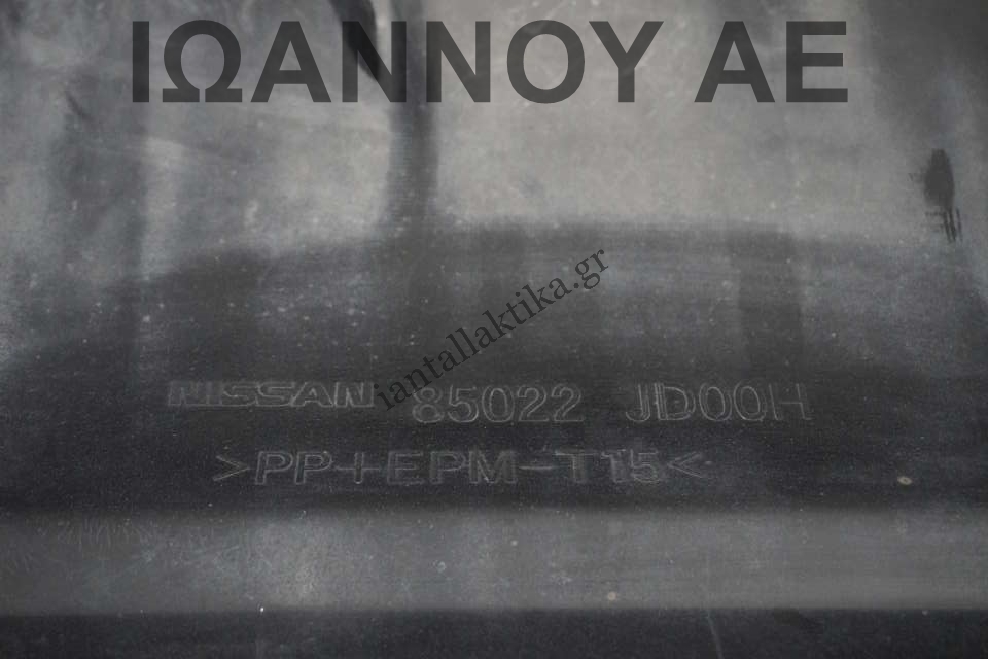 ΙΩΑΝΝΟΥ ΑΕ
iantallaktika.gr
NISSAN 85022 JD00H
>PP+EPM-T15<